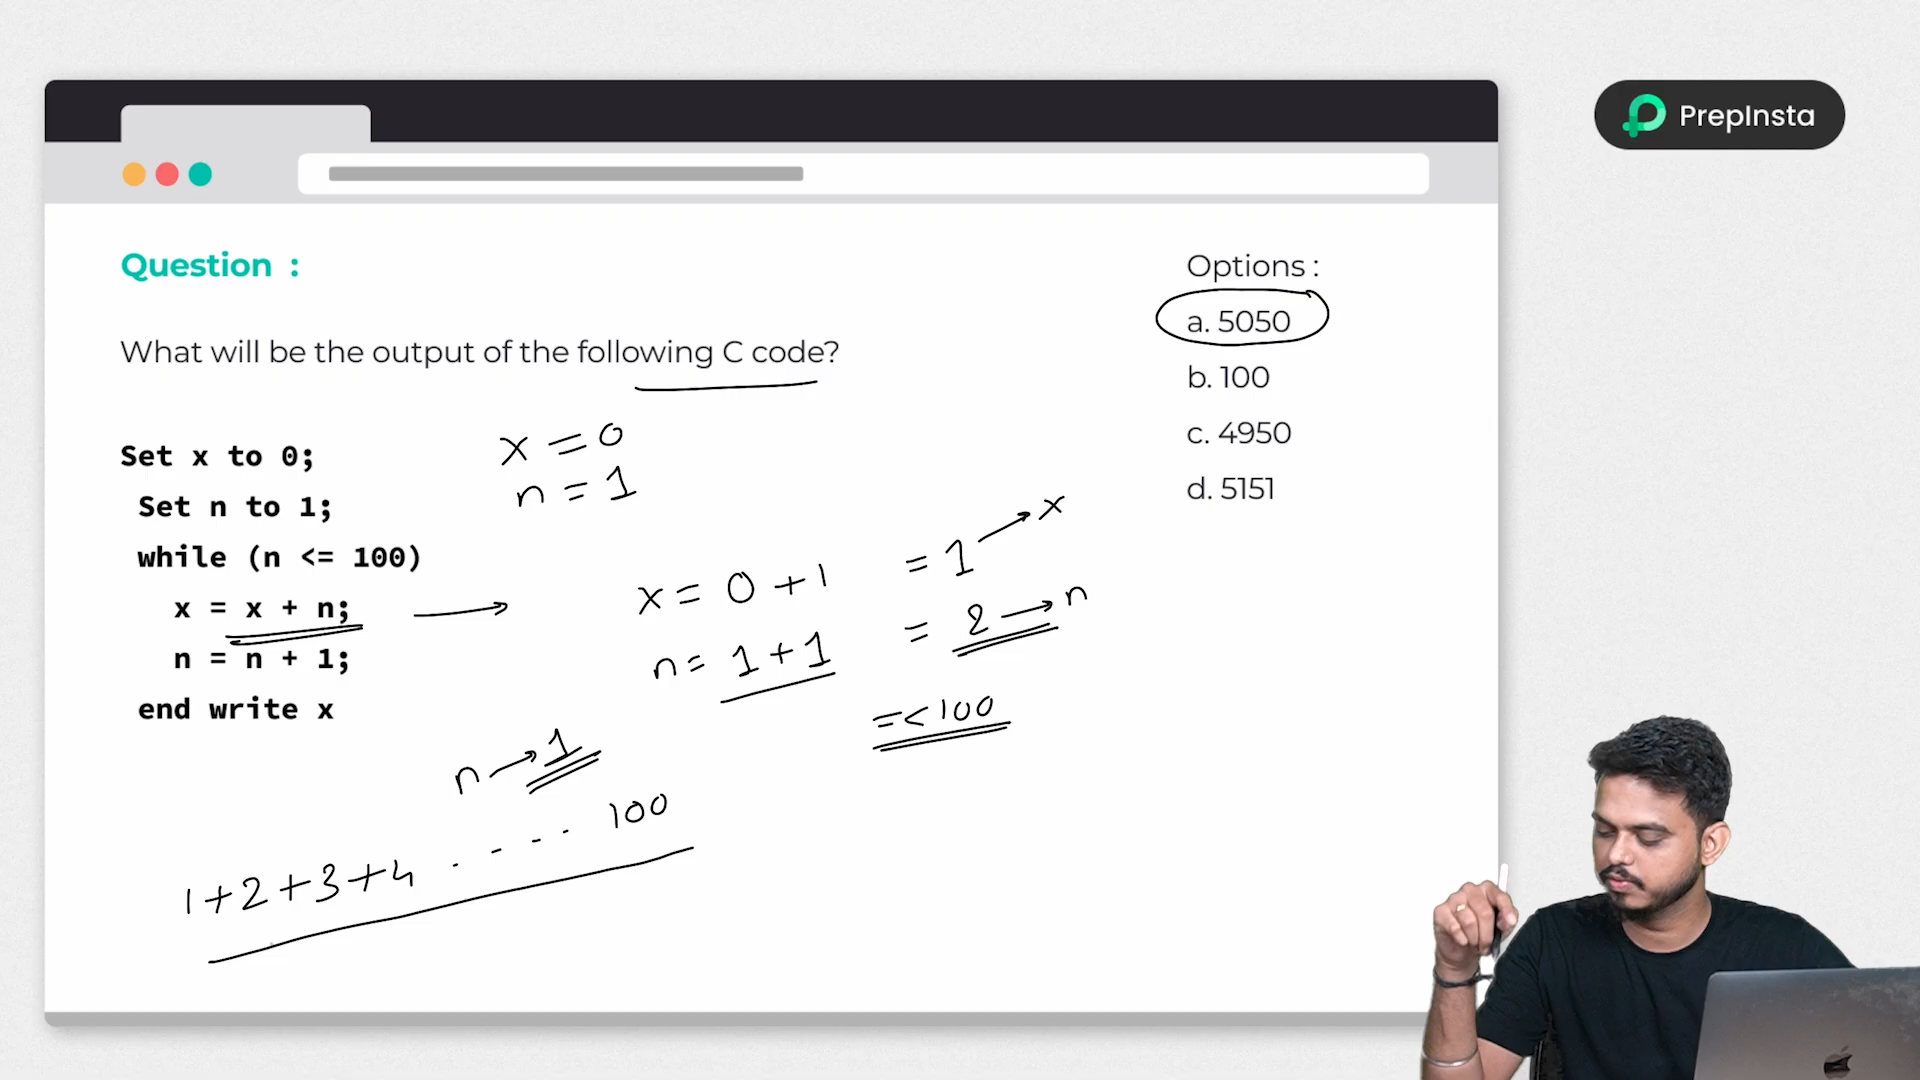 PrepInsta
Question :
Options :
a. 5050
b. 100
c. 4950
d. 5151
What will be the output of the following C code?
Set x to 0;
Set n to 1;
while (n <= 100)
x = x + n;
n = n + 1;
end write x
x = 0
n = 1
x = 0 + 1 = 1 → x
n = 1 + 1 = 2 → n
=< 100
n → 1
1+2+3+4 . - - . 100